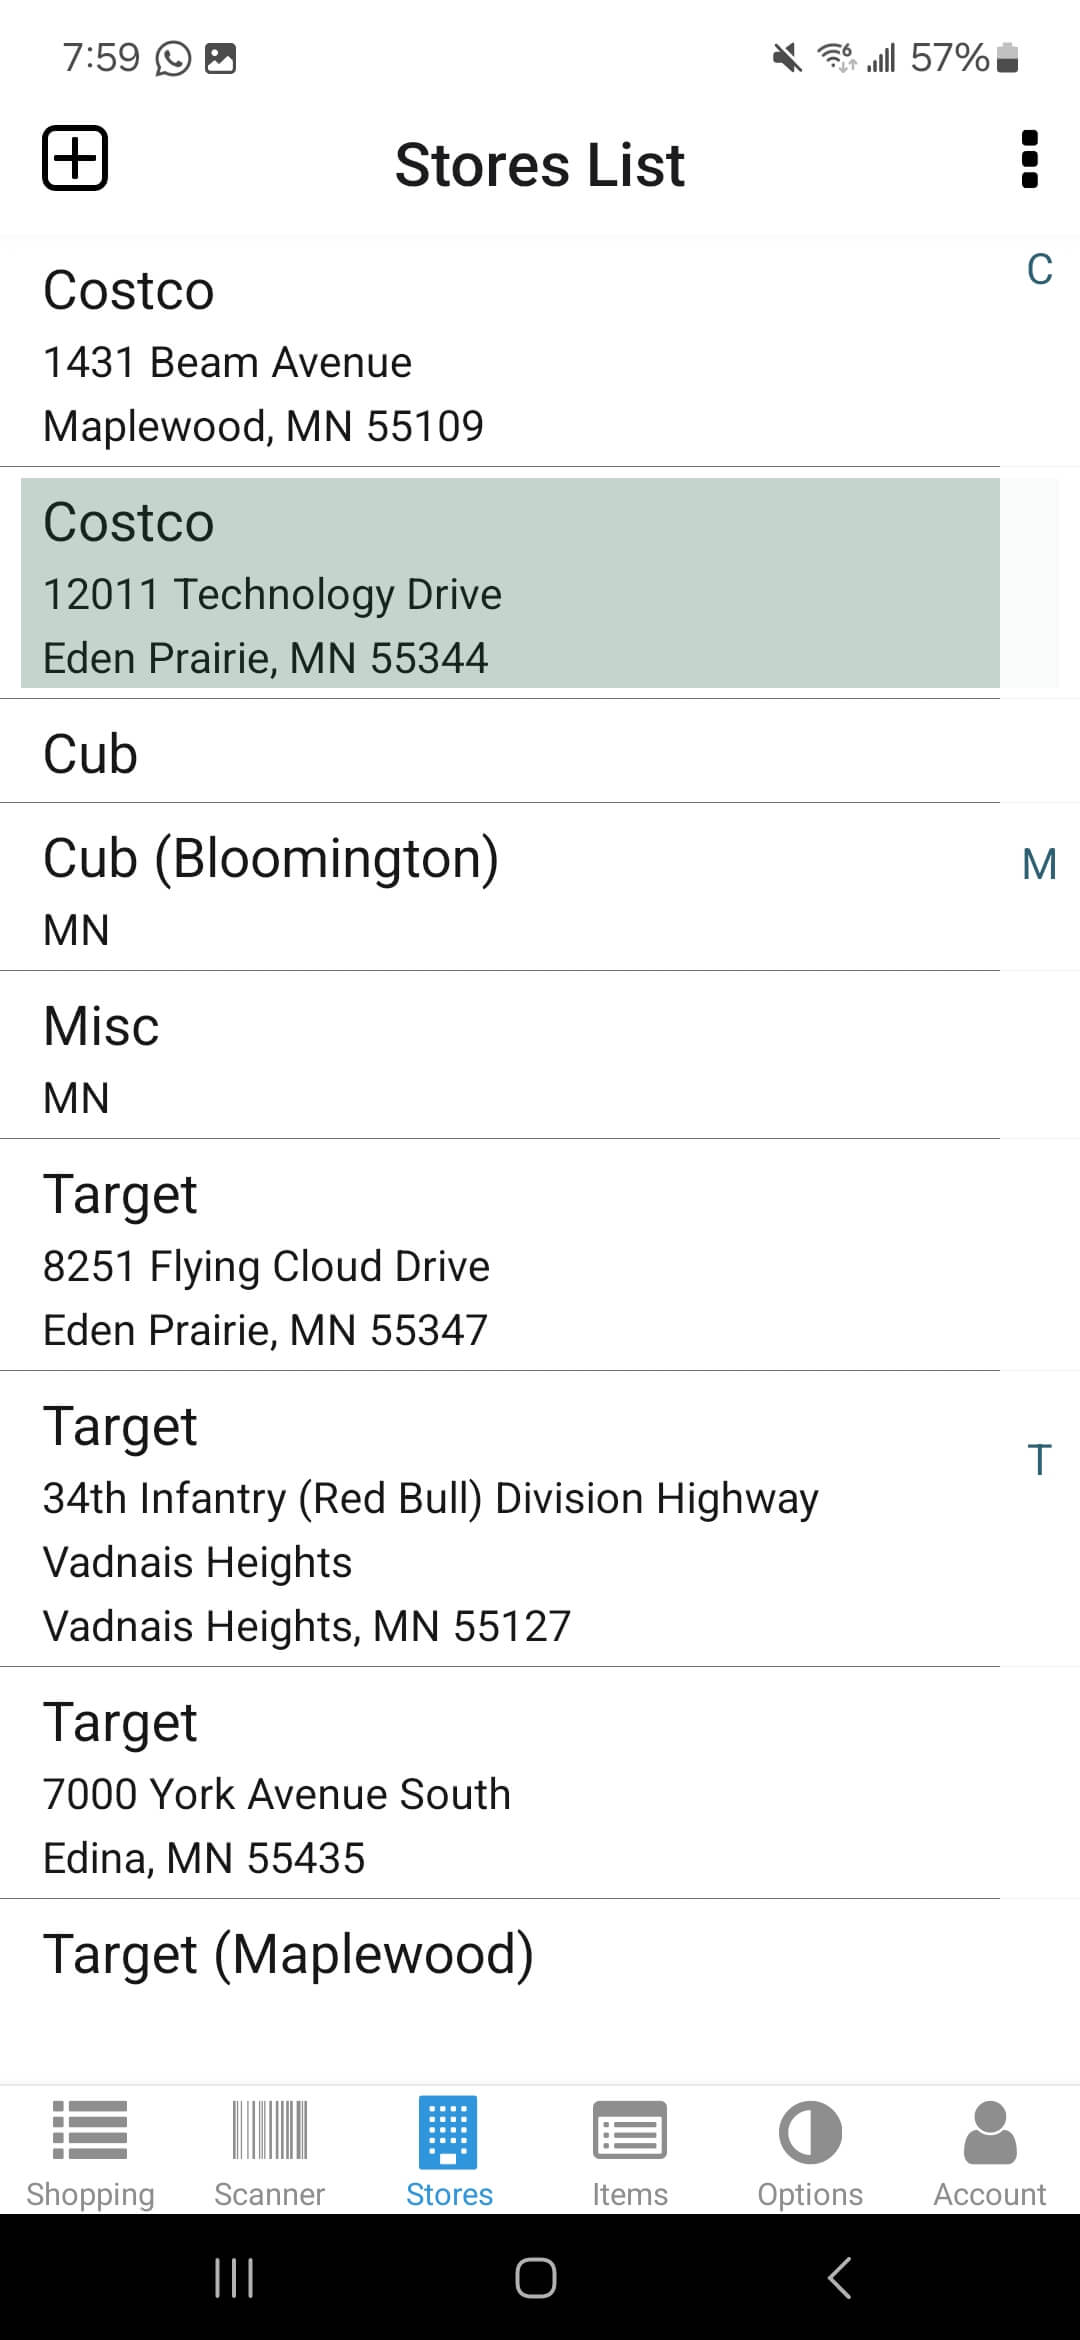 7:59 57%
Stores List
Costco
1431 Beam Avenue
Maplewood, MN 55109
C
Costco
12011 Technology Drive
Eden Prairie, MN 55344
Cub
Cub (Bloomington)
MN
M
Misc
MN
Target
8251 Flying Cloud Drive
Eden Prairie, MN 55347
Target
34th Infantry (Red Bull) Division Highway
Vadnais Heights
Vadnais Heights, MN 55127
T
Target
7000 York Avenue South
Edina, MN 55435
Target (Maplewood)
Shopping Scanner Stores Items Options Account